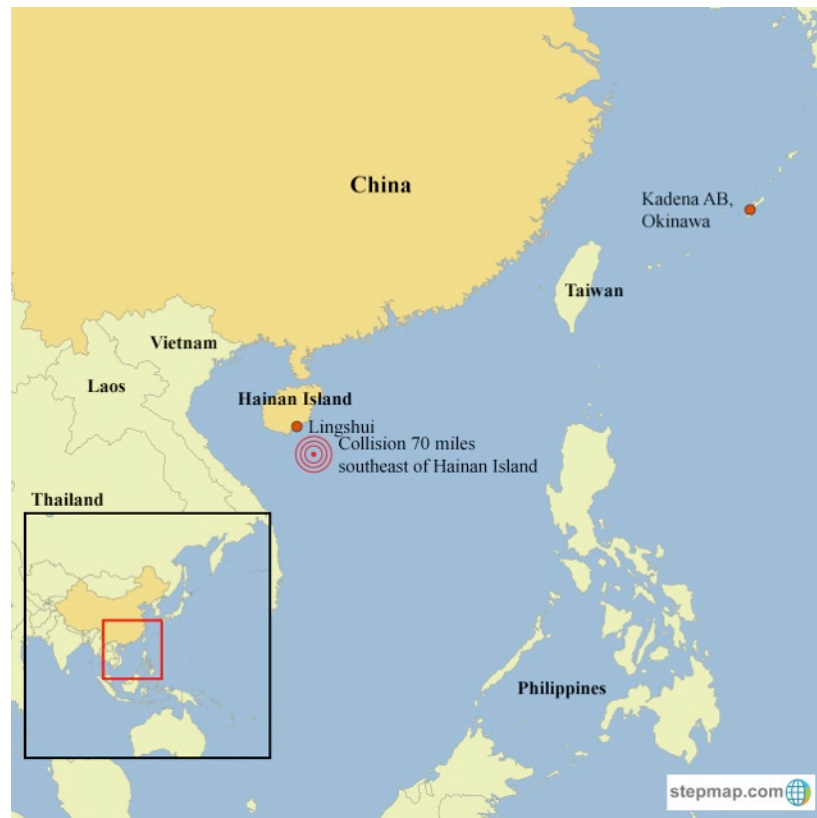 China
Kadena AB,
Okinawa
Taiwan
Vietnam
Laos
Hainan Island
Lingshui
Collision 70 miles
southeast of Hainan Island
Thailand
Philippines
stepmap.com